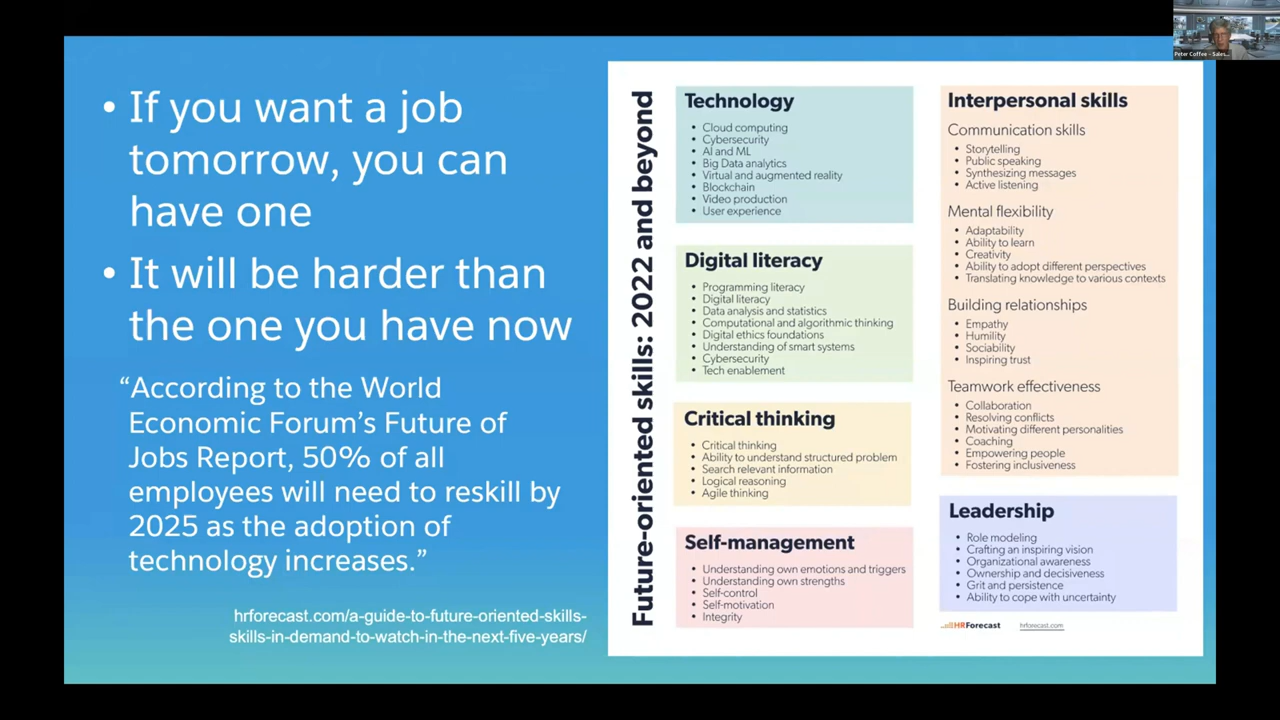 • If you want a job
tomorrow, you can
have one
• It will be harder than
the one you have now
“According to the World
Economic Forum’s Future of
Jobs Report, 50% of all
employees will need to reskill by
2025 as the adoption of
technology increases.”
hrforecast.com/a-guide-to-future-oriented-skills-
skills-in-demand-to-watch-in-the-next-five-years/
Future-oriented skills: 2022 and beyond
Technology
• Cloud computing
• Cybersecurity
• AI and ML
• Big Data analytics
• Virtual and augmented reality
• Blockchain
• Video production
• User experience
Digital literacy
• Programming literacy
• Digital literacy
• Data analysis and statistics
• Computational and algorithmic thinking
• Digital ethics foundations
• Understanding of smart systems
• Cybersecurity
• Tech enablement
Critical thinking
• Critical thinking
• Ability to understand structured problem
• Search relevant information
• Logical reasoning
• Agile thinking
Self-management
• Understanding own emotions and triggers
• Understanding own strengths
• Self-control
• Self-motivation
• Integrity
Interpersonal skills
Communication skills
• Storytelling
• Public speaking
• Synthesizing messages
• Active listening
Mental flexibility
• Adaptability
• Ability to learn
• Creativity
• Ability to adopt different perspectives
• Translating knowledge to various contexts
Building relationships
• Empathy
• Humility
• Sociability
• Inspiring trust
Teamwork effectiveness
• Collaboration
• Resolving conflicts
• Motivating different personalities
• Coaching
• Empowering people
• Fostering inclusiveness
Leadership
• Role modeling
• Crafting an inspiring vision
• Organizational awareness
• Ownership and decisiveness
• Grit and persistence
• Ability to cope with uncertainty
HRForecast
hrforecast.com
Peter Coffee – Sales...